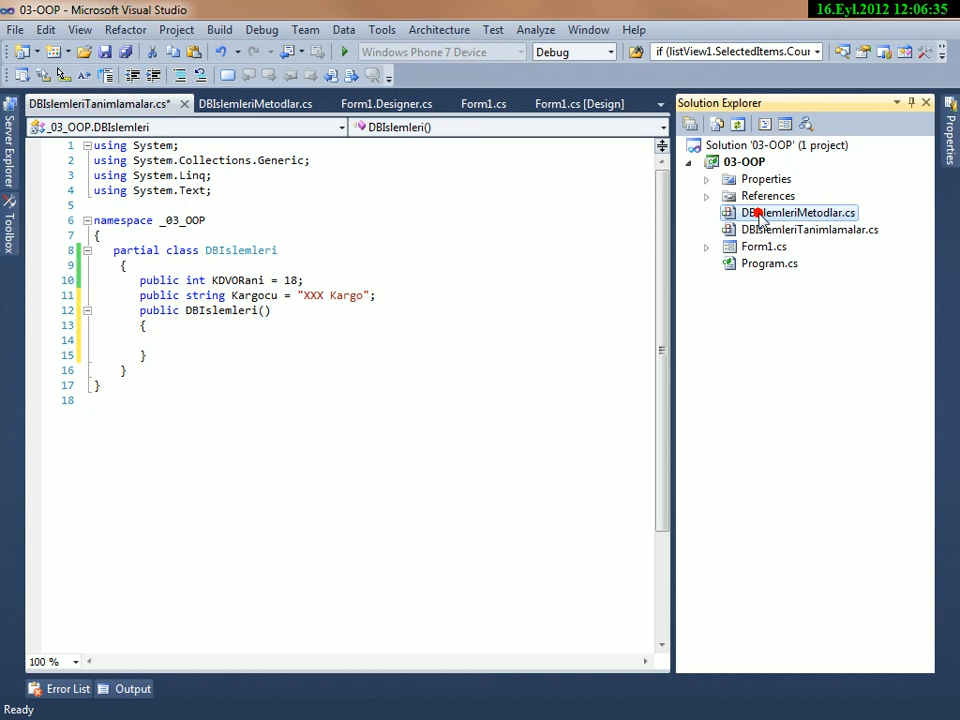 03-OOP - Microsoft Visual Studio
16.Eyl.2012 12:06:35
File Edit View Refactor Project Build Debug Team Data Tools Architecture Test Analyze Window Help
Windows Phone 7 Device Debug if (listView1.SelectedItems.Cour
DBIslemleriTanimlamalar.cs* DBIslemleriMetodlar.cs Form1.Designer.cs Form1.cs Form1.cs [Design]
Solution Explorer
_03_OOP.DBIslemleri DBIslemleri()
Server Explorer
Toolbox
1 using System;
2 using System.Collections.Generic;
3 using System.Linq;
4 using System.Text;
5
6 namespace _03_OOP
7 {
8 partial class DBIslemleri
9 {
10 public int KDVORani = 18;
11 public string Kargocu = "XXX Kargo";
12 public DBIslemleri()
13 {
14
15 }
16 }
17 }
18
100 %
Solution '03-OOP' (1 project)
03-OOP
Properties
References
DBIslemleriMetodlar.cs
DBIslemleriTanimlamalar.cs
Form1.cs
Program.cs
Properties
Error List Output
Ready